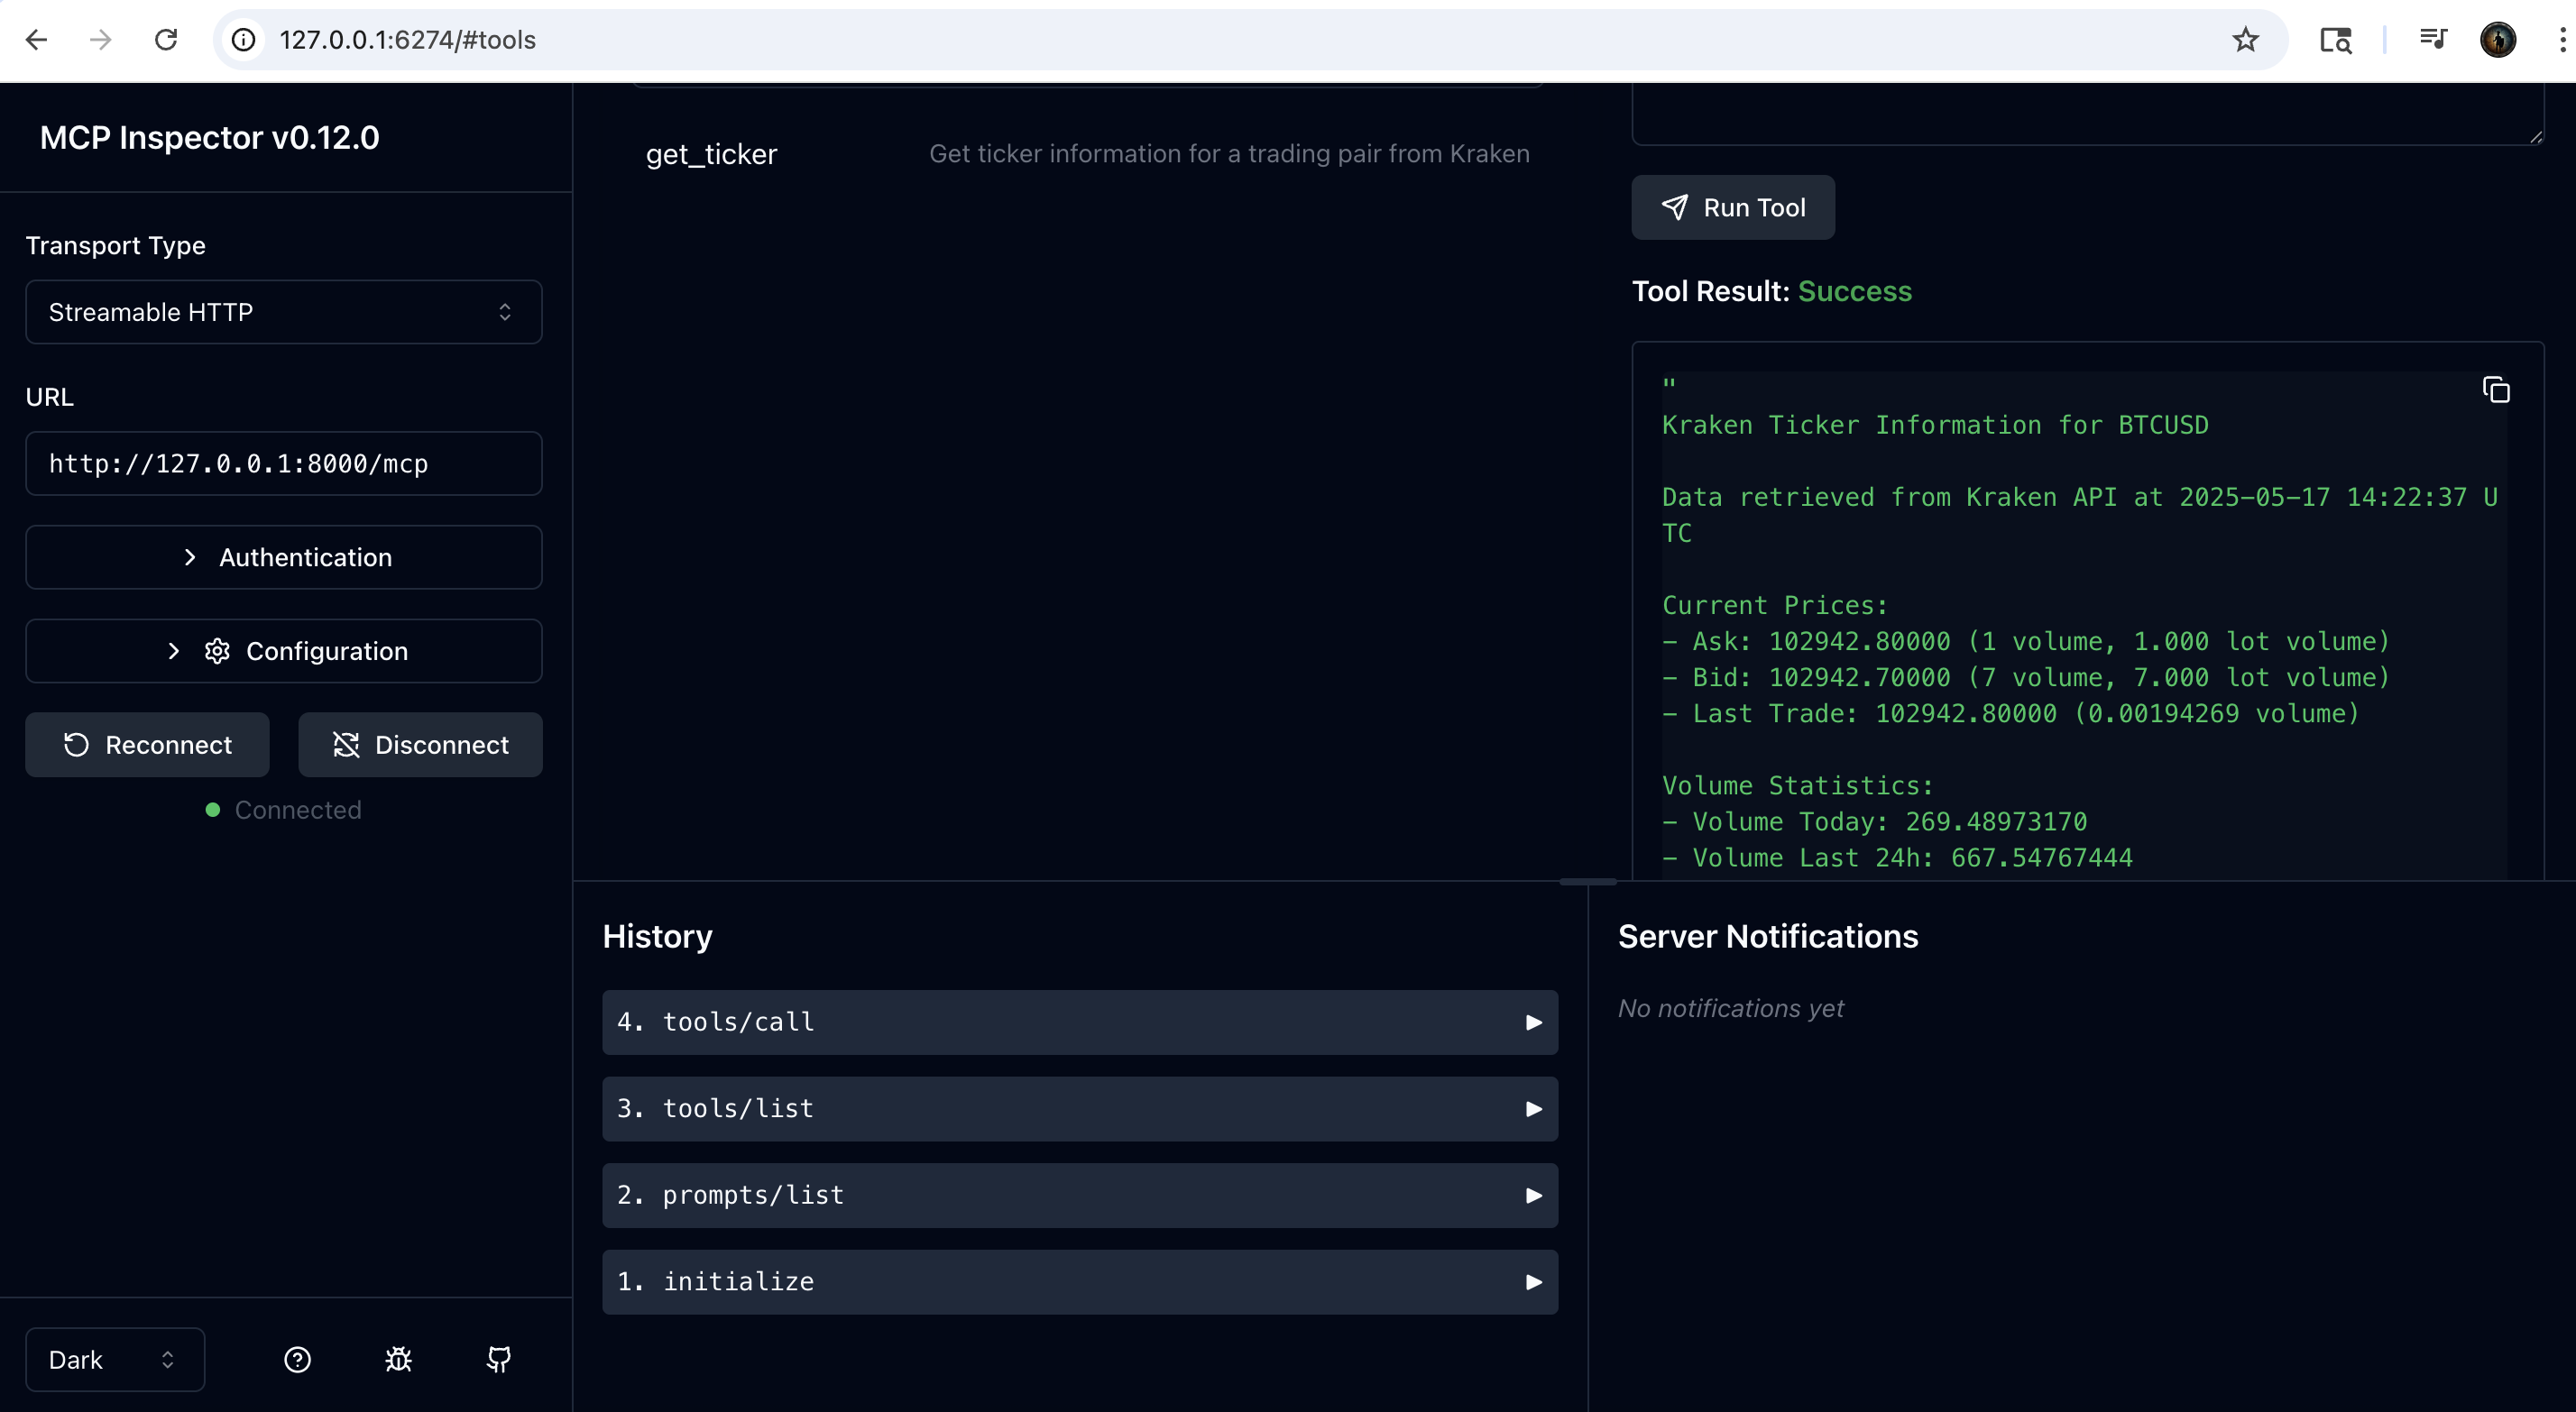 127.0.0.1:6274/#tools
MCP Inspector v0.12.0
Transport Type
Streamable HTTP
URL
http://127.0.0.1:8000/mcp
Authentication
Configuration
Reconnect
Disconnect
Connected
Dark
get_ticker
Get ticker information for a trading pair from Kraken
Run Tool
Tool Result: Success
"
Kraken Ticker Information for BTCUSD
Data retrieved from Kraken API at 2025-05-17 14:22:37 U
TC
Current Prices:
- Ask: 102942.80000 (1 volume, 1.000 lot volume)
- Bid: 102942.70000 (7 volume, 7.000 lot volume)
- Last Trade: 102942.80000 (0.00194269 volume)
Volume Statistics:
- Volume Today: 269.48973170
- Volume Last 24h: 667.54767444
History
4. tools/call
3. tools/list
2. prompts/list
1. initialize
Server Notifications
No notifications yet